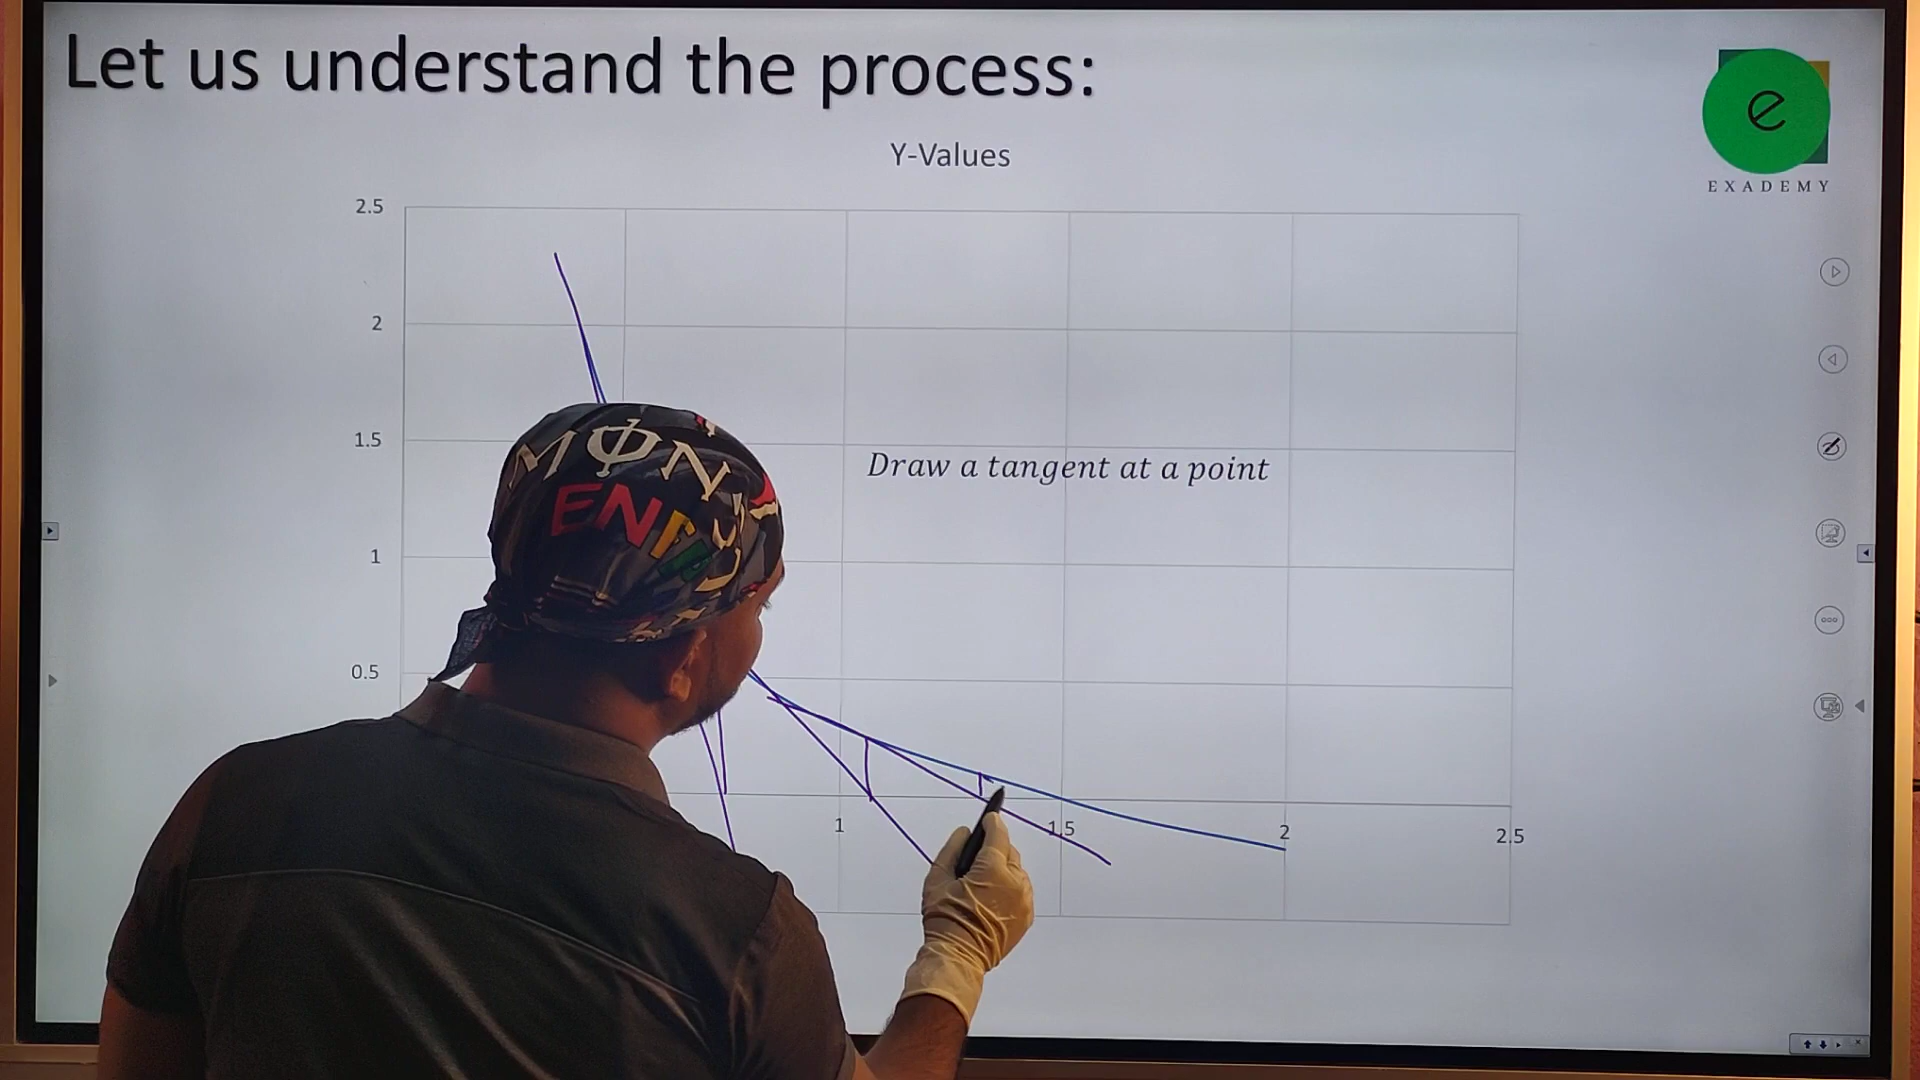 Let us understand the process:
e
EXADEMY
Y-Values
2.5
2
1.5
1
0.5
Draw a tangent at a point
1
1.5
2
2.5